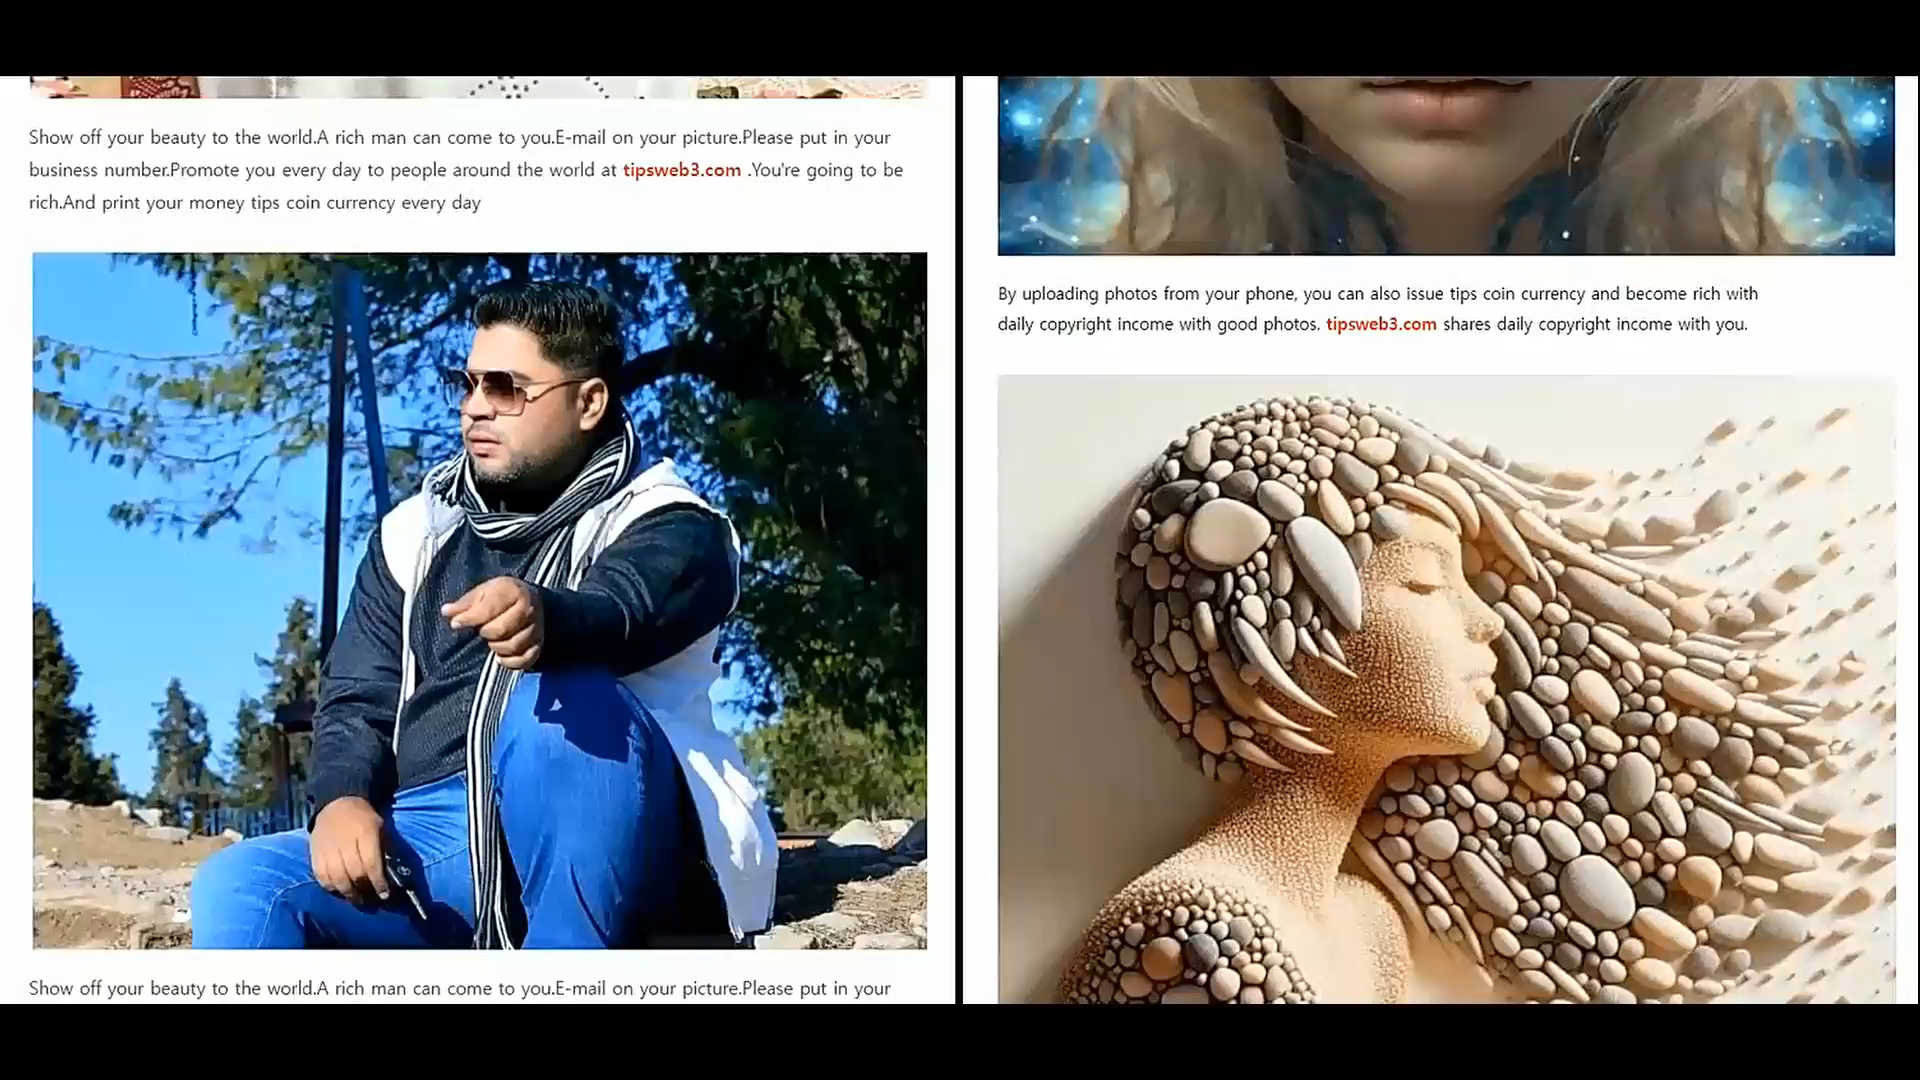 Show off your beauty to the world.A rich man can come to you.E-mail on your picture.Please put in your
business number.Promote you every day to people around the world at tipsweb3.com .You're going to be
rich.And print your money tips coin currency every day
Show off your beauty to the world.A rich man can come to you.E-mail on your picture.Please put in your
By uploading photos from your phone, you can also issue tips coin currency and become rich with
daily copyright income with good photos. tipsweb3.com shares daily copyright income with you.